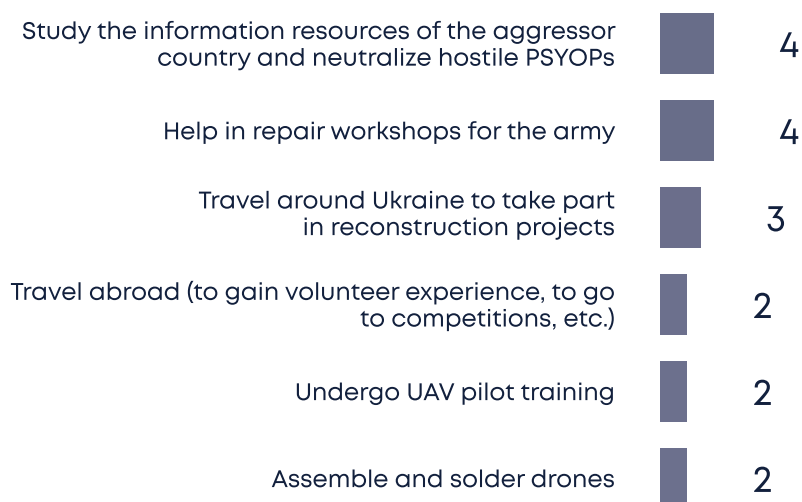 Study the information resources of the aggressor
country and neutralize hostile PSYOPs
4
Help in repair workshops for the army
4
Travel around Ukraine to take part
in reconstruction projects
3
Travel abroad (to gain volunteer experience, to go
to competitions, etc.)
2
Undergo UAV pilot training
2
Assemble and solder drones
2